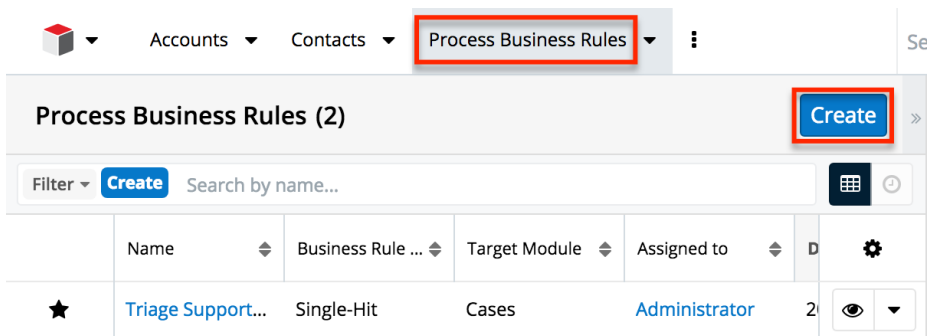 Accounts Contacts Process Business Rules Se
Process Business Rules (2) Create »
Filter Create Search by name...
Name Business Rule ... Target Module Assigned to D
Triage Support... Single-Hit Cases Administrator 20